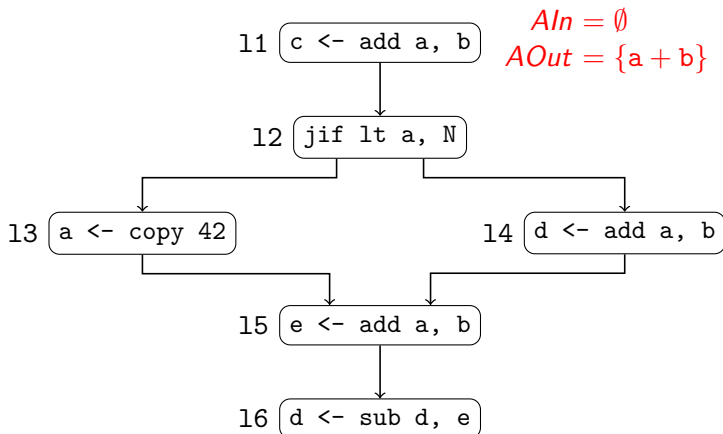 l1 c <- add a, b
AIn = ∅
AOut = {a + b}
l2 jif lt a, N
l3 a <- copy 42
l4 d <- add a, b
l5 e <- add a, b
l6 d <- sub d, e